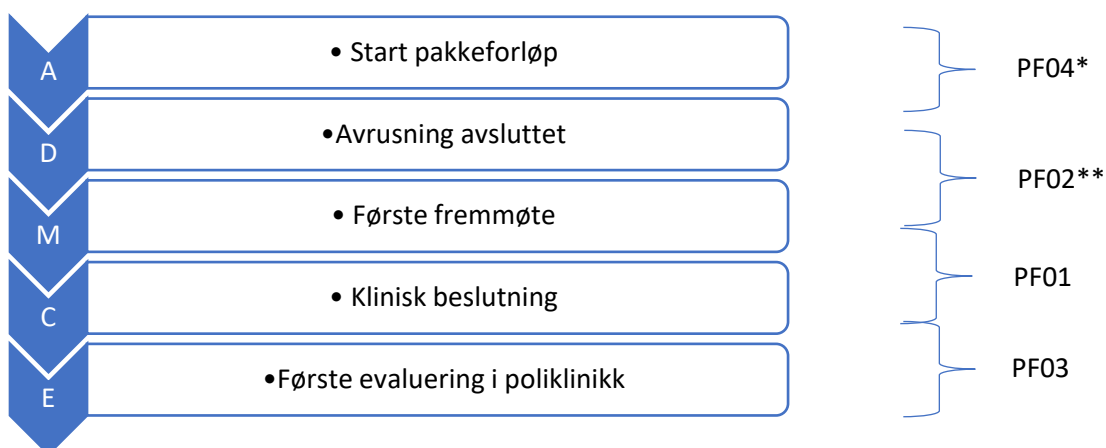 A
• Start pakkeforløp
PF04*
D
•Avrusning avsluttet
PF02**
M
• Første fremmøte
PF01
C
• Klinisk beslutning
PF03
E
•Første evaluering i poliklinikk